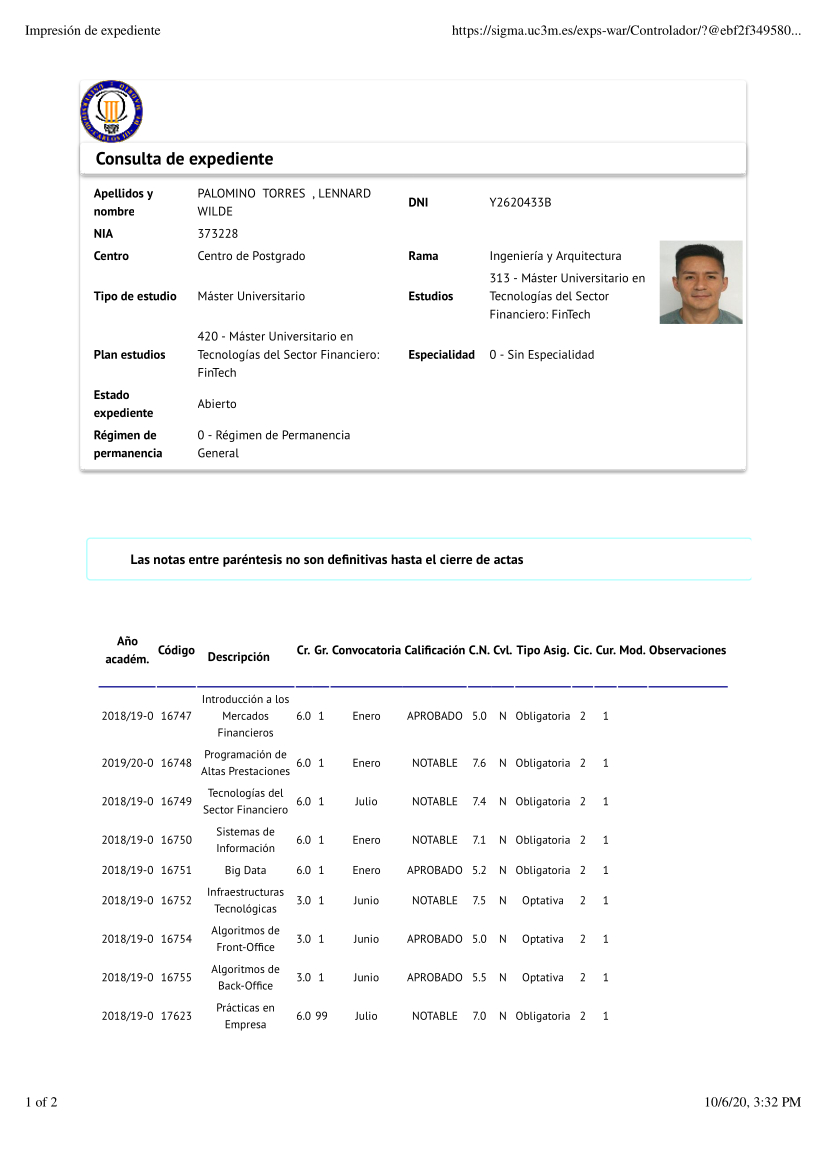 Impresión de expediente https://sigma.uc3m.es/exps-war/Controlador/?@ebf2f349580...
Consulta de expediente
Apellidos y nombre PALOMINO TORRES , LENNARD WILDE DNI Y2620433B
NIA 373228
Centro Centro de Postgrado Rama Ingeniería y Arquitectura
Tipo de estudio Máster Universitario Estudios 313 - Máster Universitario en Tecnologías del Sector Financiero: FinTech
Plan estudios 420 - Máster Universitario en Tecnologías del Sector Financiero: FinTech Especialidad 0 - Sin Especialidad
Estado expediente Abierto
Régimen de permanencia 0 - Régimen de Permanencia General
Las notas entre paréntesis no son definitivas hasta el cierre de actas
Año académ. Código Descripción Cr. Gr. Convocatoria Calificación C.N. Cvl. Tipo Asig. Cic. Cur. Mod. Observaciones
2018/19-0 16747 Introducción a los Mercados Financieros 6.0 1 Enero APROBADO 5.0 N Obligatoria 2 1
2019/20-0 16748 Programación de Altas Prestaciones 6.0 1 Enero NOTABLE 7.6 N Obligatoria 2 1
2018/19-0 16749 Tecnologías del Sector Financiero 6.0 1 Julio NOTABLE 7.4 N Obligatoria 2 1
2018/19-0 16750 Sistemas de Información 6.0 1 Enero NOTABLE 7.1 N Obligatoria 2 1
2018/19-0 16751 Big Data 6.0 1 Enero APROBADO 5.2 N Obligatoria 2 1
2018/19-0 16752 Infraestructuras Tecnológicas 3.0 1 Junio NOTABLE 7.5 N Optativa 2 1
2018/19-0 16754 Algoritmos de Front-Office 3.0 1 Junio APROBADO 5.0 N Optativa 2 1
2018/19-0 16755 Algoritmos de Back-Office 3.0 1 Junio APROBADO 5.5 N Optativa 2 1
2018/19-0 17623 Prácticas en Empresa 6.0 99 Julio NOTABLE 7.0 N Obligatoria 2 1
1 of 2 10/6/20, 3:32 PM